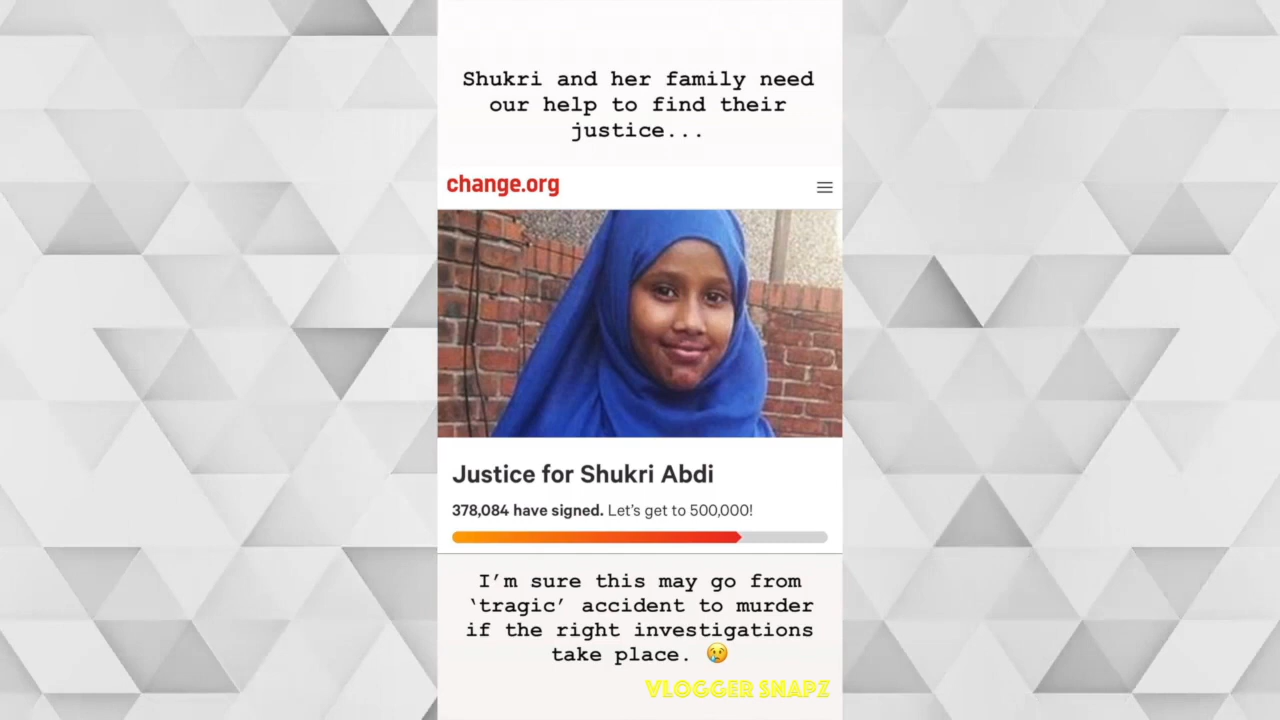 Shukri and her family need
our help to find their
justice...
change.org
Justice for Shukri Abdi
378,084 have signed. Let's get to 500,000!
I'm sure this may go from
'tragic' accident to murder
if the right investigations
take place. 😢
VLOGGER SNAPZ